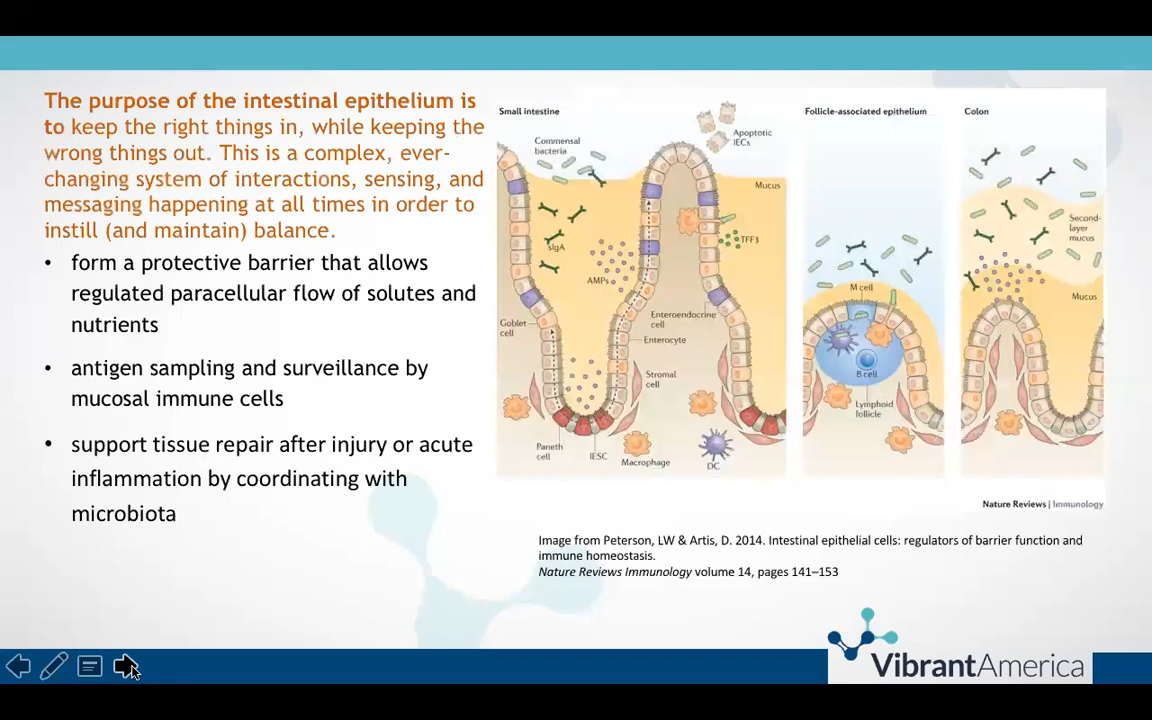 The purpose of the intestinal epithelium is
to keep the right things in, while keeping the
wrong things out. This is a complex, ever-
changing system of interactions, sensing, and
messaging happening at all times in order to
instill (and maintain) balance.
• form a protective barrier that allows
regulated paracellular flow of solutes and
nutrients
• antigen sampling and surveillance by
mucosal immune cells
• support tissue repair after injury or acute
inflammation by coordinating with
microbiota
Small intestine
Commensal
bacteria
Apoptotic
IECs
Mucus
sIgA
TFF3
AMPs
Goblet
cell
Enteroendocrine
cell
Enterocyte
Stromal
cell
Paneth
cell
IESC
Macrophage
DC
Follicle-associated epithelium
M cell
B cell
Lymphoid
follicle
Colon
Second-
layer
mucus
Mucus
Nature Reviews | Immunology
Image from Peterson, LW & Artis, D. 2014. Intestinal epithelial cells: regulators of barrier function and
immune homeostasis.
Nature Reviews Immunology volume 14, pages 141–153
VibrantAmerica